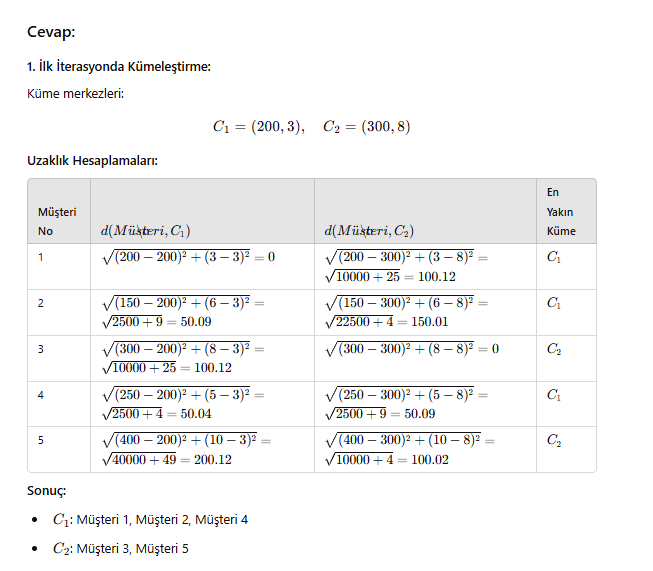 Cevap:
1. İlk İterasyonda Kümeleştirme:
Küme merkezleri:
C₁ = (200, 3),    C₂ = (300, 8)
Uzaklık Hesaplamaları:
Müşteri No | d(Müşteri, C₁) | d(Müşteri, C₂) | En Yakın Küme
1 | √((200 − 200)² + (3 − 3)²) = 0 | √((200 − 300)² + (3 − 8)²) = √(10000 + 25) = 100.12 | C₁
2 | √((150 − 200)² + (6 − 3)²) = √(2500 + 9) = 50.09 | √((150 − 300)² + (6 − 8)²) = √(22500 + 4) = 150.01 | C₁
3 | √((300 − 200)² + (8 − 3)²) = √(10000 + 25) = 100.12 | √((300 − 300)² + (8 − 8)²) = 0 | C₂
4 | √((250 − 200)² + (5 − 3)²) = √(2500 + 4) = 50.04 | √((250 − 300)² + (5 − 8)²) = √(2500 + 9) = 50.09 | C₁
5 | √((400 − 200)² + (10 − 3)²) = √(40000 + 49) = 200.12 | √((400 − 300)² + (10 − 8)²) = √(10000 + 4) = 100.02 | C₂
Sonuç:
• C₁: Müşteri 1, Müşteri 2, Müşteri 4
• C₂: Müşteri 3, Müşteri 5